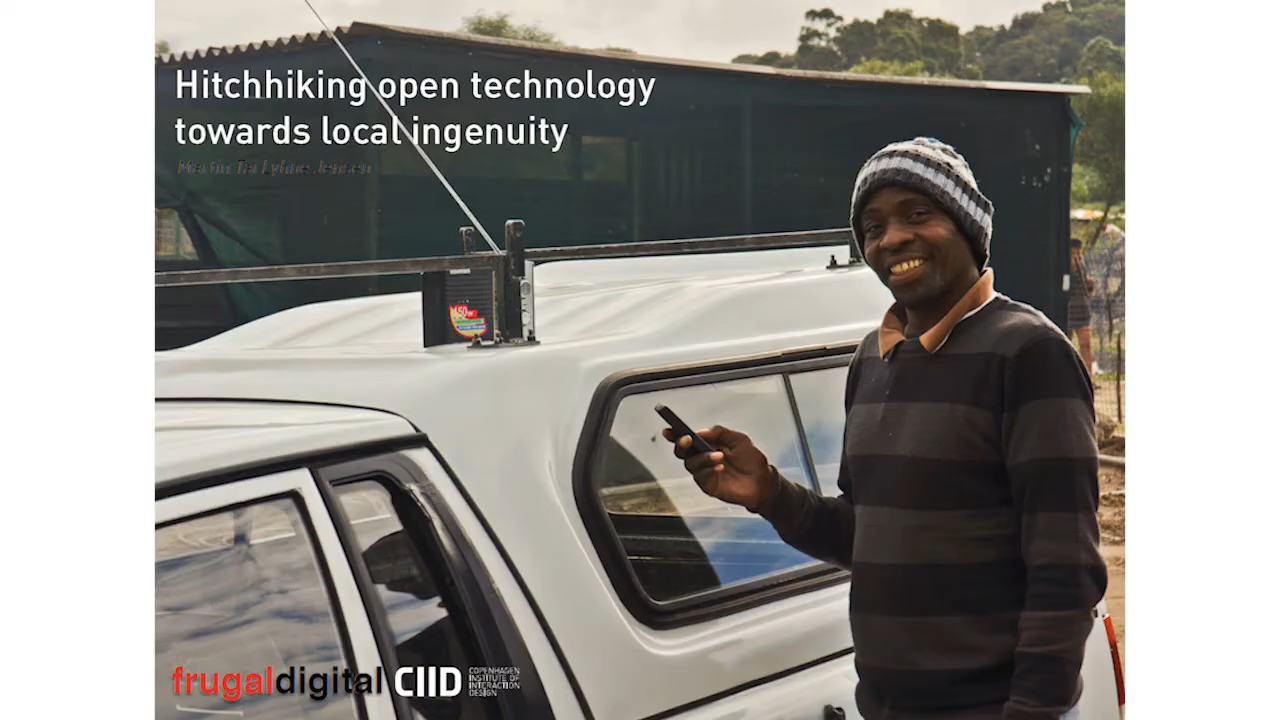 Hitchhiking open technology
towards local ingenuity
frugaldigital CIID COPENHAGEN
INSTITUTE OF
INTERACTION
DESIGN